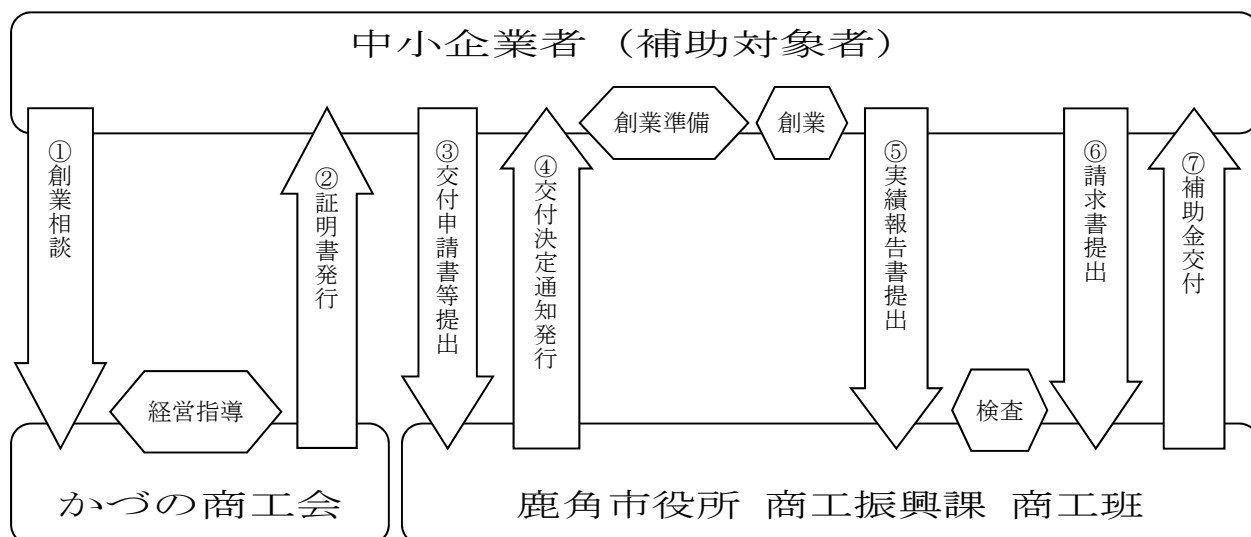 中小企業者（補助対象者）
創業準備
創業
①創業相談
②証明書発行
③交付申請書等提出
④交付決定通知発行
⑤実績報告書提出
⑥請求書提出
⑦補助金交付
経営指導
検査
かづの商工会
鹿角市役所 商工振興課 商工班